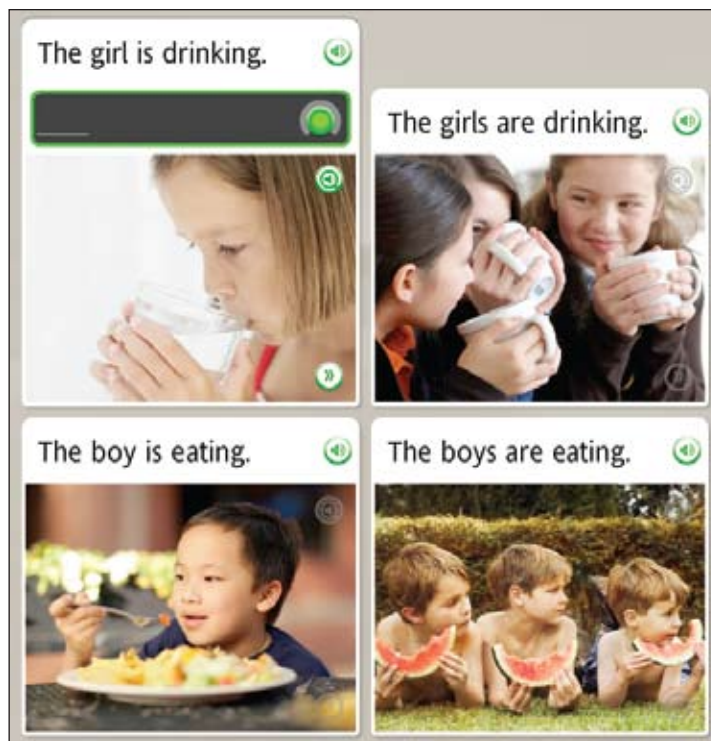 The girl is drinking.
The girls are drinking.
The boy is eating.
The boys are eating.